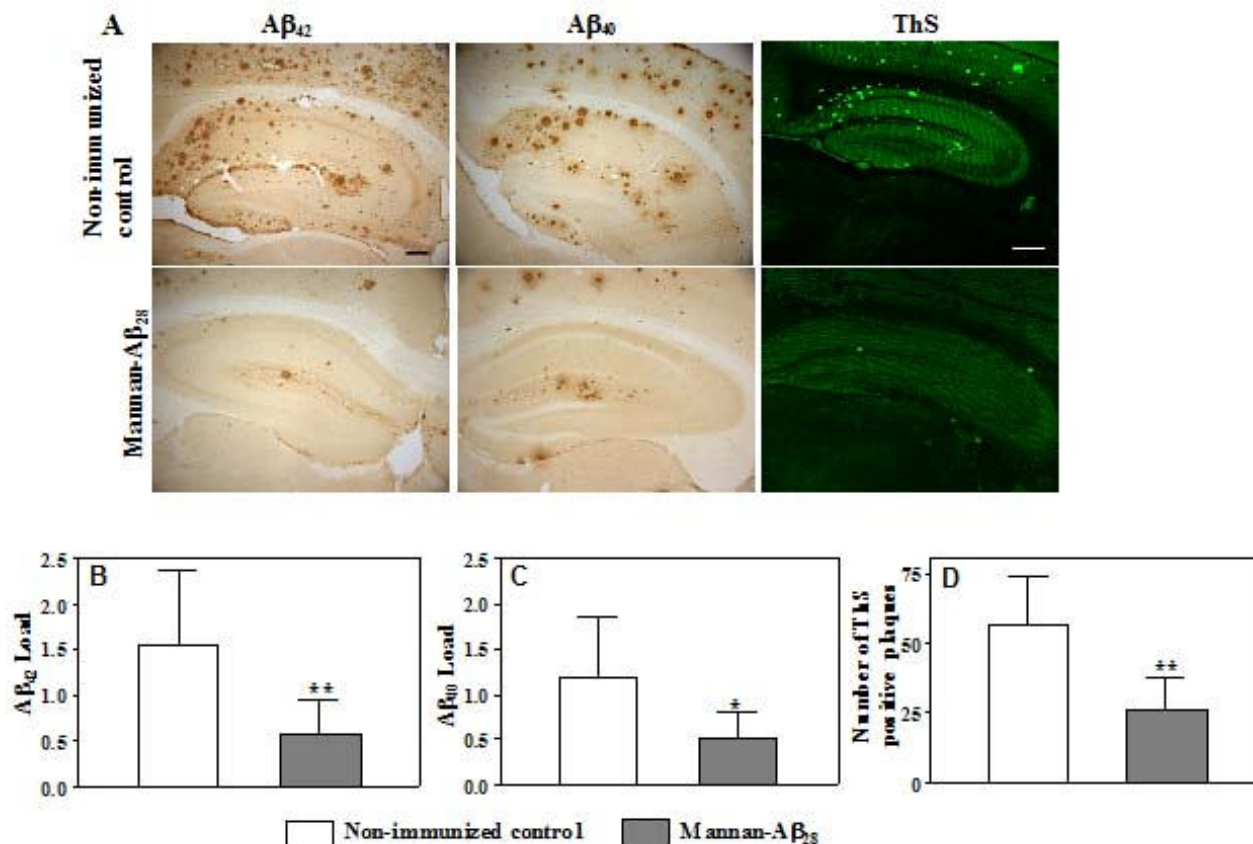 A Aβ₄₂ Aβ₄₀ ThS
Non-immunized
control
Mannan-Aβ₂₈
B
Aβ₄₂ Load
2.5
2.0
1.5
1.0
0.5
0.0
**
C
Aβ₄₀ Load
2.5
2.0
1.5
1.0
0.5
0.0
*
D
Number of ThS
positive plaques
75
50
25
0
**
Non-immunized control Mannan-Aβ₂₈